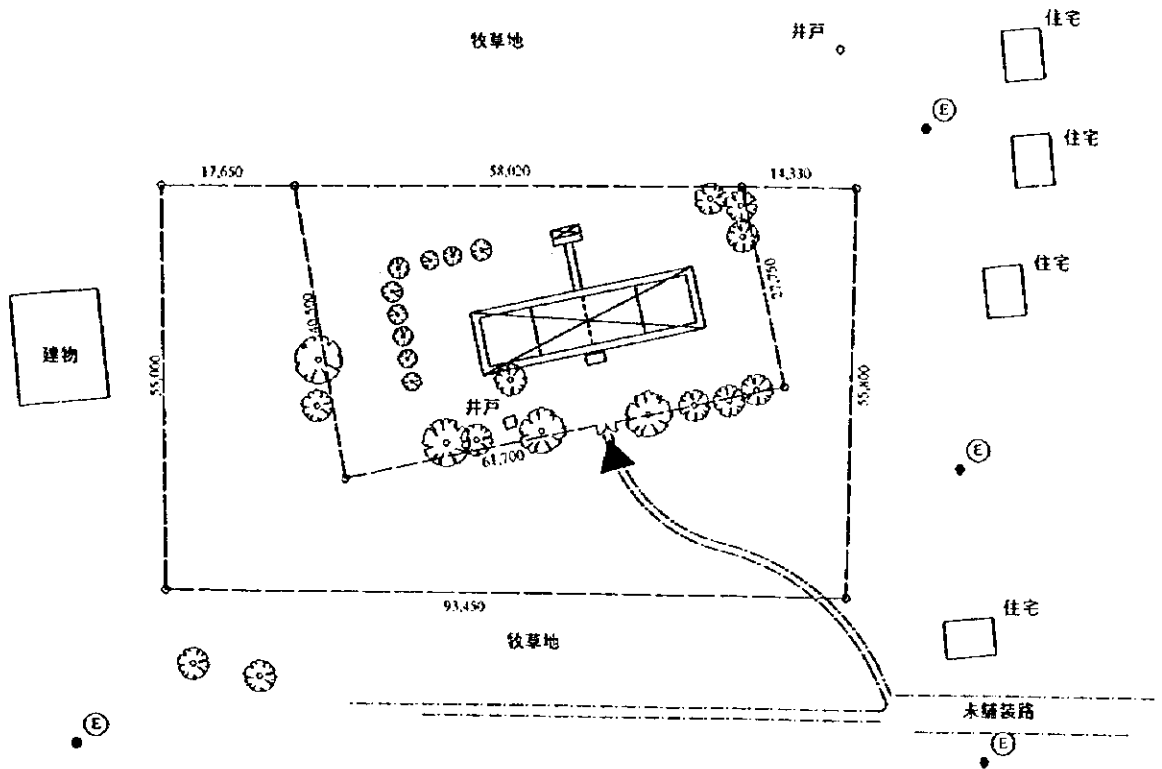 住宅
井戸
牧草地
Ⓔ
住宅
17,650
58,020
14,330
住宅
27,750
40,500
建物
55,000
55,800
井戸
61,700
Ⓔ
93,450
住宅
牧草地
未舗装路
Ⓔ
Ⓔ